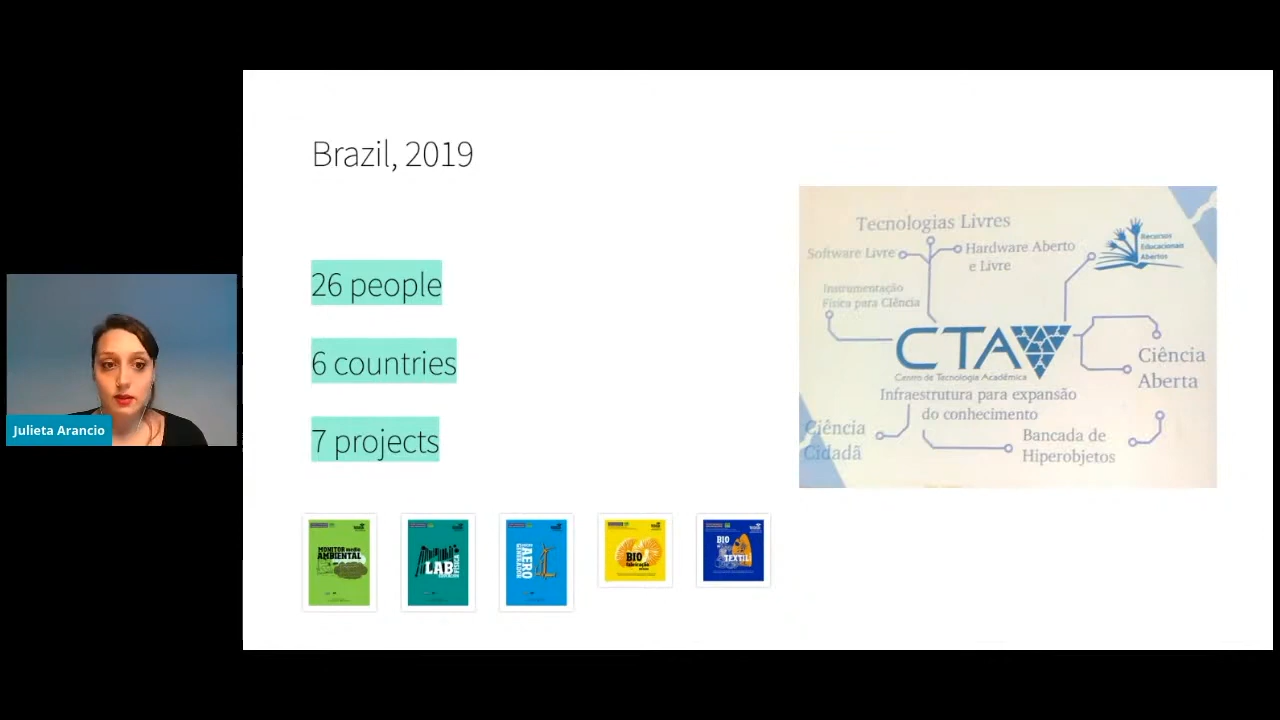 Brazil, 2019
26 people
6 countries
7 projects
Julieta Arancio
Tecnologias Livres
Software Livre
Hardware Aberto
e Livre
Recursos
Educacionais
Abertos
Instrumentação
Física para Ciência
CTA
Centro de Tecnologia Acadêmica
Infraestrutura para expansão
do conhecimento
Ciência
Aberta
Ciência
Cidadã
Bancada de
Hiperobjetos
MONITOR
AMBIENTAL
LAB
AERO
BIO
BIO
TEXTIL